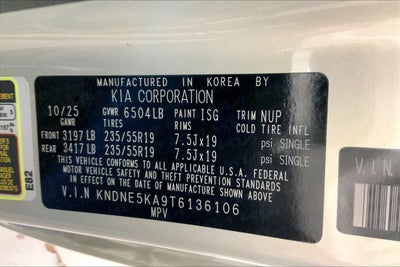 MANUFACTURED IN KOREA BY
KIA CORPORATION
10/25 GVWR 6504LB PAINT ISG TRIM NUP
GAWR TIRES RIMS COLD TIRE INFL
FRONT 3197 LB 235/55R19 7.5Jx19 psi SINGLE
REAR 3417 LB 235/55R19 7.5Jx19 psi SINGLE
THIS VEHICLE CONFORMS TO ALL APPLICABLE U.S.A. FEDERAL
MOTOR VEHICLE SAFETY AND THEFT PREVENTION STANDARDS
IN EFFECT ON THE DATE OF MANUFACTURE SHOWN ABOVE
V.I.N KNDNE5KA9T6136106
MPV
E82
V.I.N